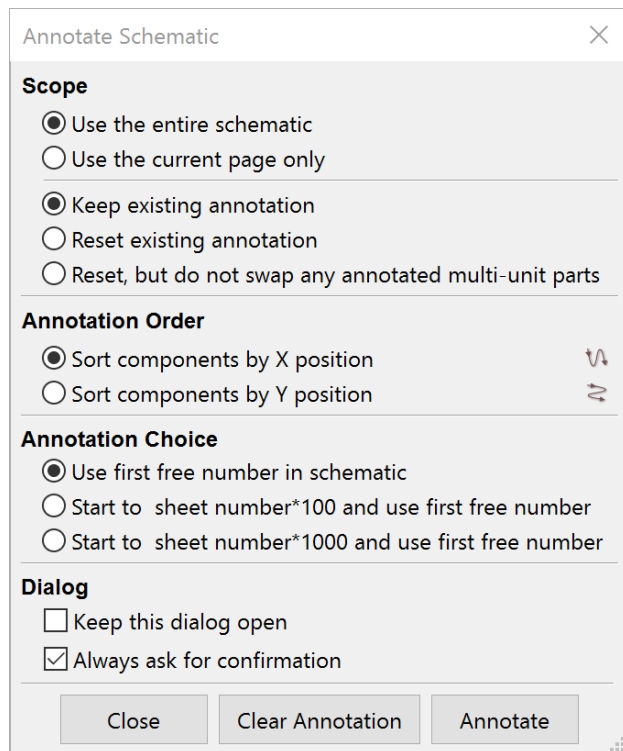 Annotate Schematic
Scope
Use the entire schematic
Use the current page only
Keep existing annotation
Reset existing annotation
Reset, but do not swap any annotated multi-unit parts
Annotation Order
Sort components by X position
Sort components by Y position
Annotation Choice
Use first free number in schematic
Start to  sheet number*100 and use first free number
Start to  sheet number*1000 and use first free number
Dialog
Keep this dialog open
Always ask for confirmation
Close Clear Annotation Annotate